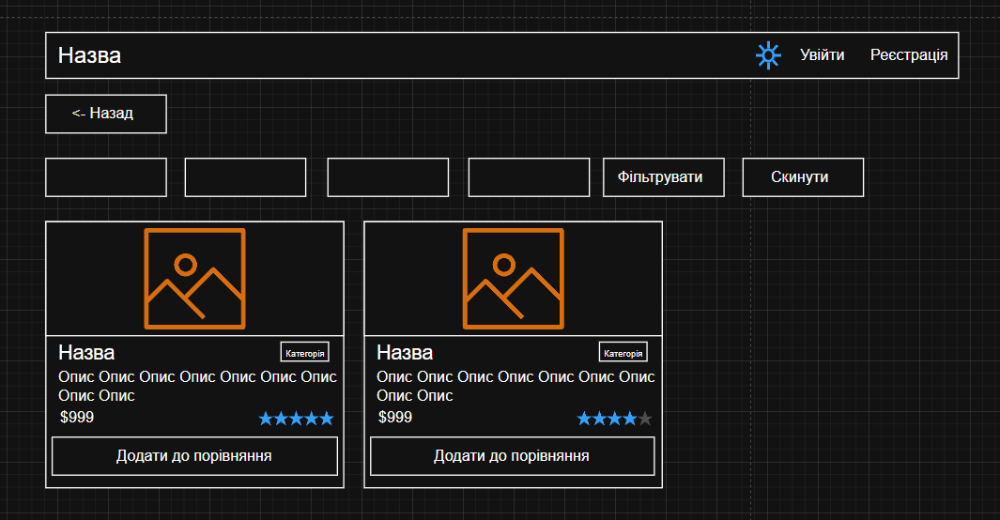 Назва
Увійти
Реєстрація
<- Назад
Фільтрувати
Скинути
Назва
Категорія
Опис Опис Опис Опис Опис Опис Опис
Опис Опис
$999
Додати до порівняння
Назва
Категорія
Опис Опис Опис Опис Опис Опис Опис
Опис Опис
$999
Додати до порівняння